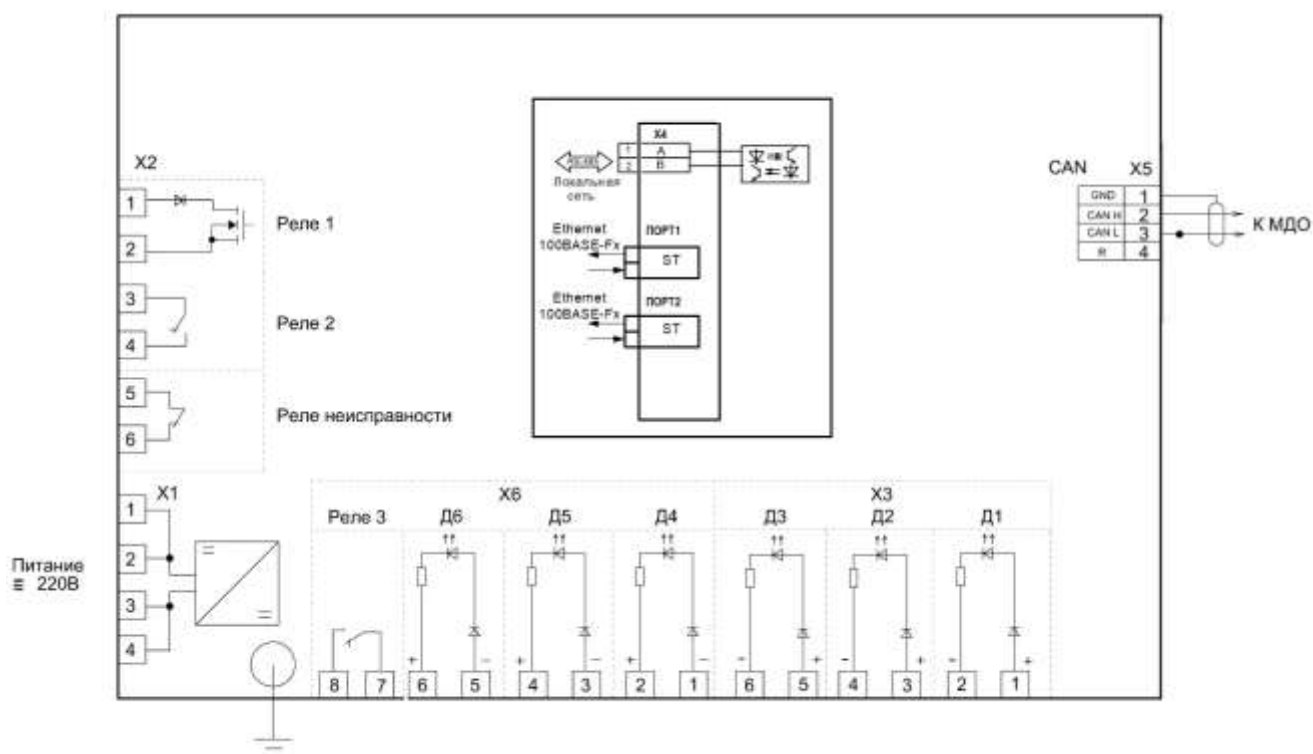 X2
1
2
Реле 1
3
4
Реле 2
5
6
Реле неисправности
X1
1
2
3
4
Питание
220В
X4
1 A
2 B
Локальная
сеть
Ethernet
100BASE-Fx
ПОРТ1
ST
Ethernet
100BASE-Fx
ПОРТ2
ST
CAN X5
GND 1
CAN H 2
CAN L 3
R 4
К МДО
X6 X3
Реле 3 Д6 Д5 Д4 Д3 Д2 Д1
+ – + – + – - + - + - +
8 7 6 5 4 3 2 1 6 5 4 3 2 1